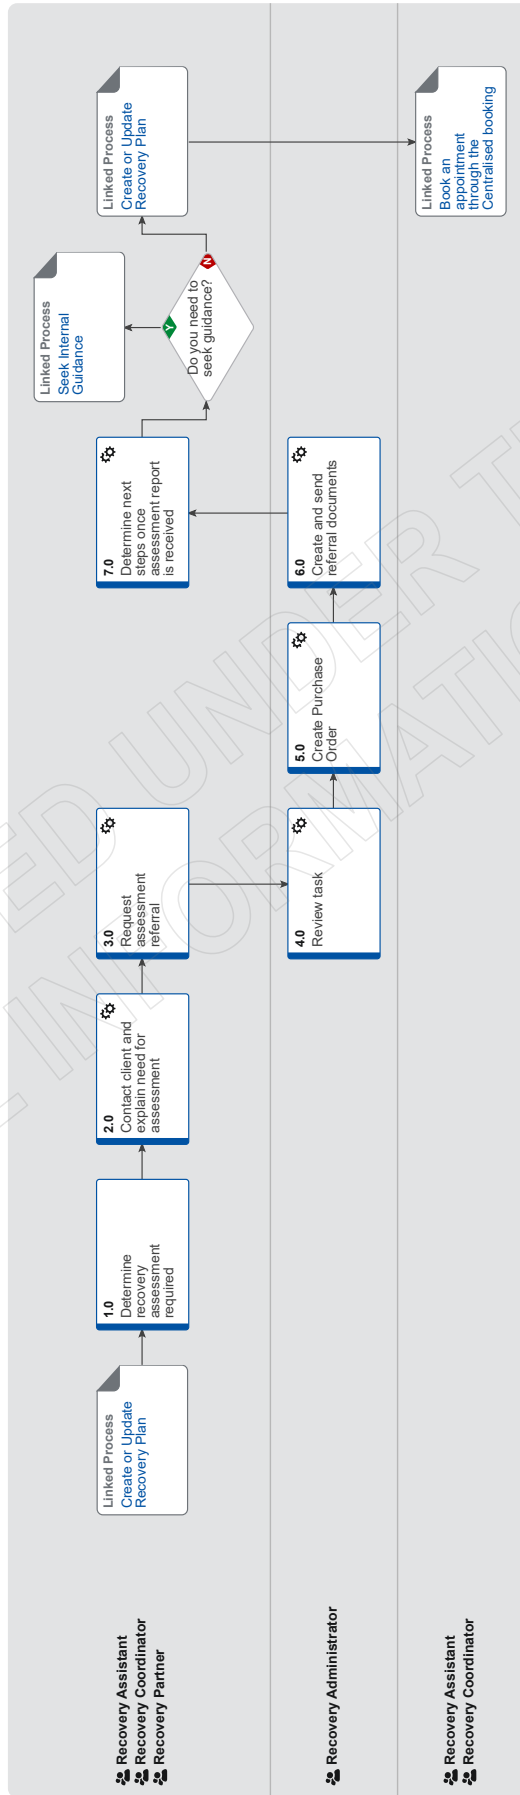 Recovery Assistant
Recovery Coordinator
Recovery Partner
Linked Process
Create or Update
Recovery Plan
1.0
Determine
recovery
assessment
required
2.0
Contact client and
explain need for
assessment
3.0
Request
assessment
referral
7.0
Determine next
steps once
assessment report
is received
Do you need to
seek guidance?
Y
N
Linked Process
Seek Internal
Guidance
Linked Process
Create or Update
Recovery Plan
Recovery Administrator
4.0
Review task
5.0
Create Purchase
Order
6.0
Create and send
referral documents
Recovery Assistant
Recovery Coordinator
Linked Process
Book an
appointment
through the
Centralised booking